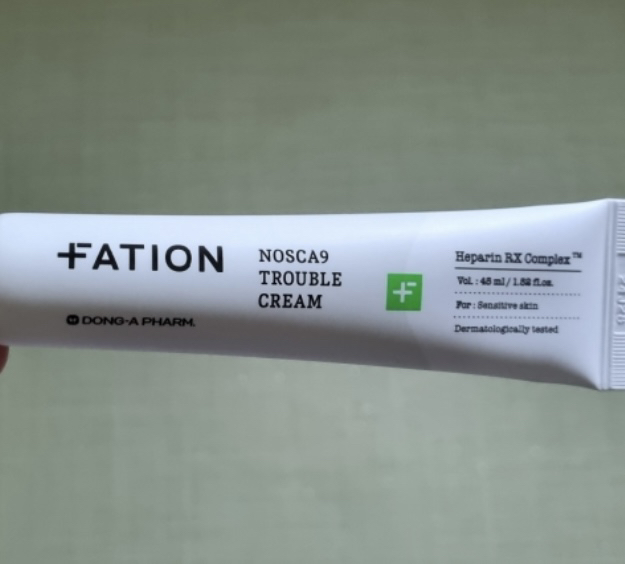 FATION
DONG-A PHARM.
NOSCA9
TROUBLE
CREAM
Heparin RX Complex™
Vol. : 45 ml / 1.52 fl.oz.
For : Sensitive skin
Dermatologically tested